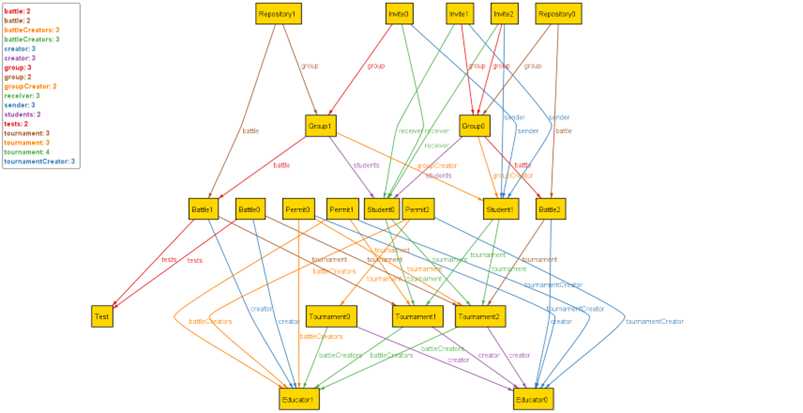 battle: 2
battle: 2
battleCreators: 3
battleCreators: 3
creator: 3
creator: 3
group: 3
group: 2
groupCreator: 2
receiver: 3
sender: 3
students: 2
tests: 2
tournament: 3
tournament: 3
tournament: 4
tournamentCreator: 3
Repository1 Invite0 Invite1 Invite2 Repository0
group group group group group
sender sender
Group1 Group0
battle receiver receiver sender battle
receiver
battle students groupCreator battle
students groupCreator
Battle1 Battle0 Permit0 Permit1 Student0 Permit2 Student1 Battle2
tournament
tests tests tournament tournament tournament tournament tournament
battleCreators tournament tournament
tournament tournament tournamentCreator
Test creator Tournament0 Tournament1 Tournament2 tournamentCreator
battleCreators creator creator tournamentCreator
battleCreators
battleCreators battleCreators battleCreators creator creator
creator
Educator1 Educator0